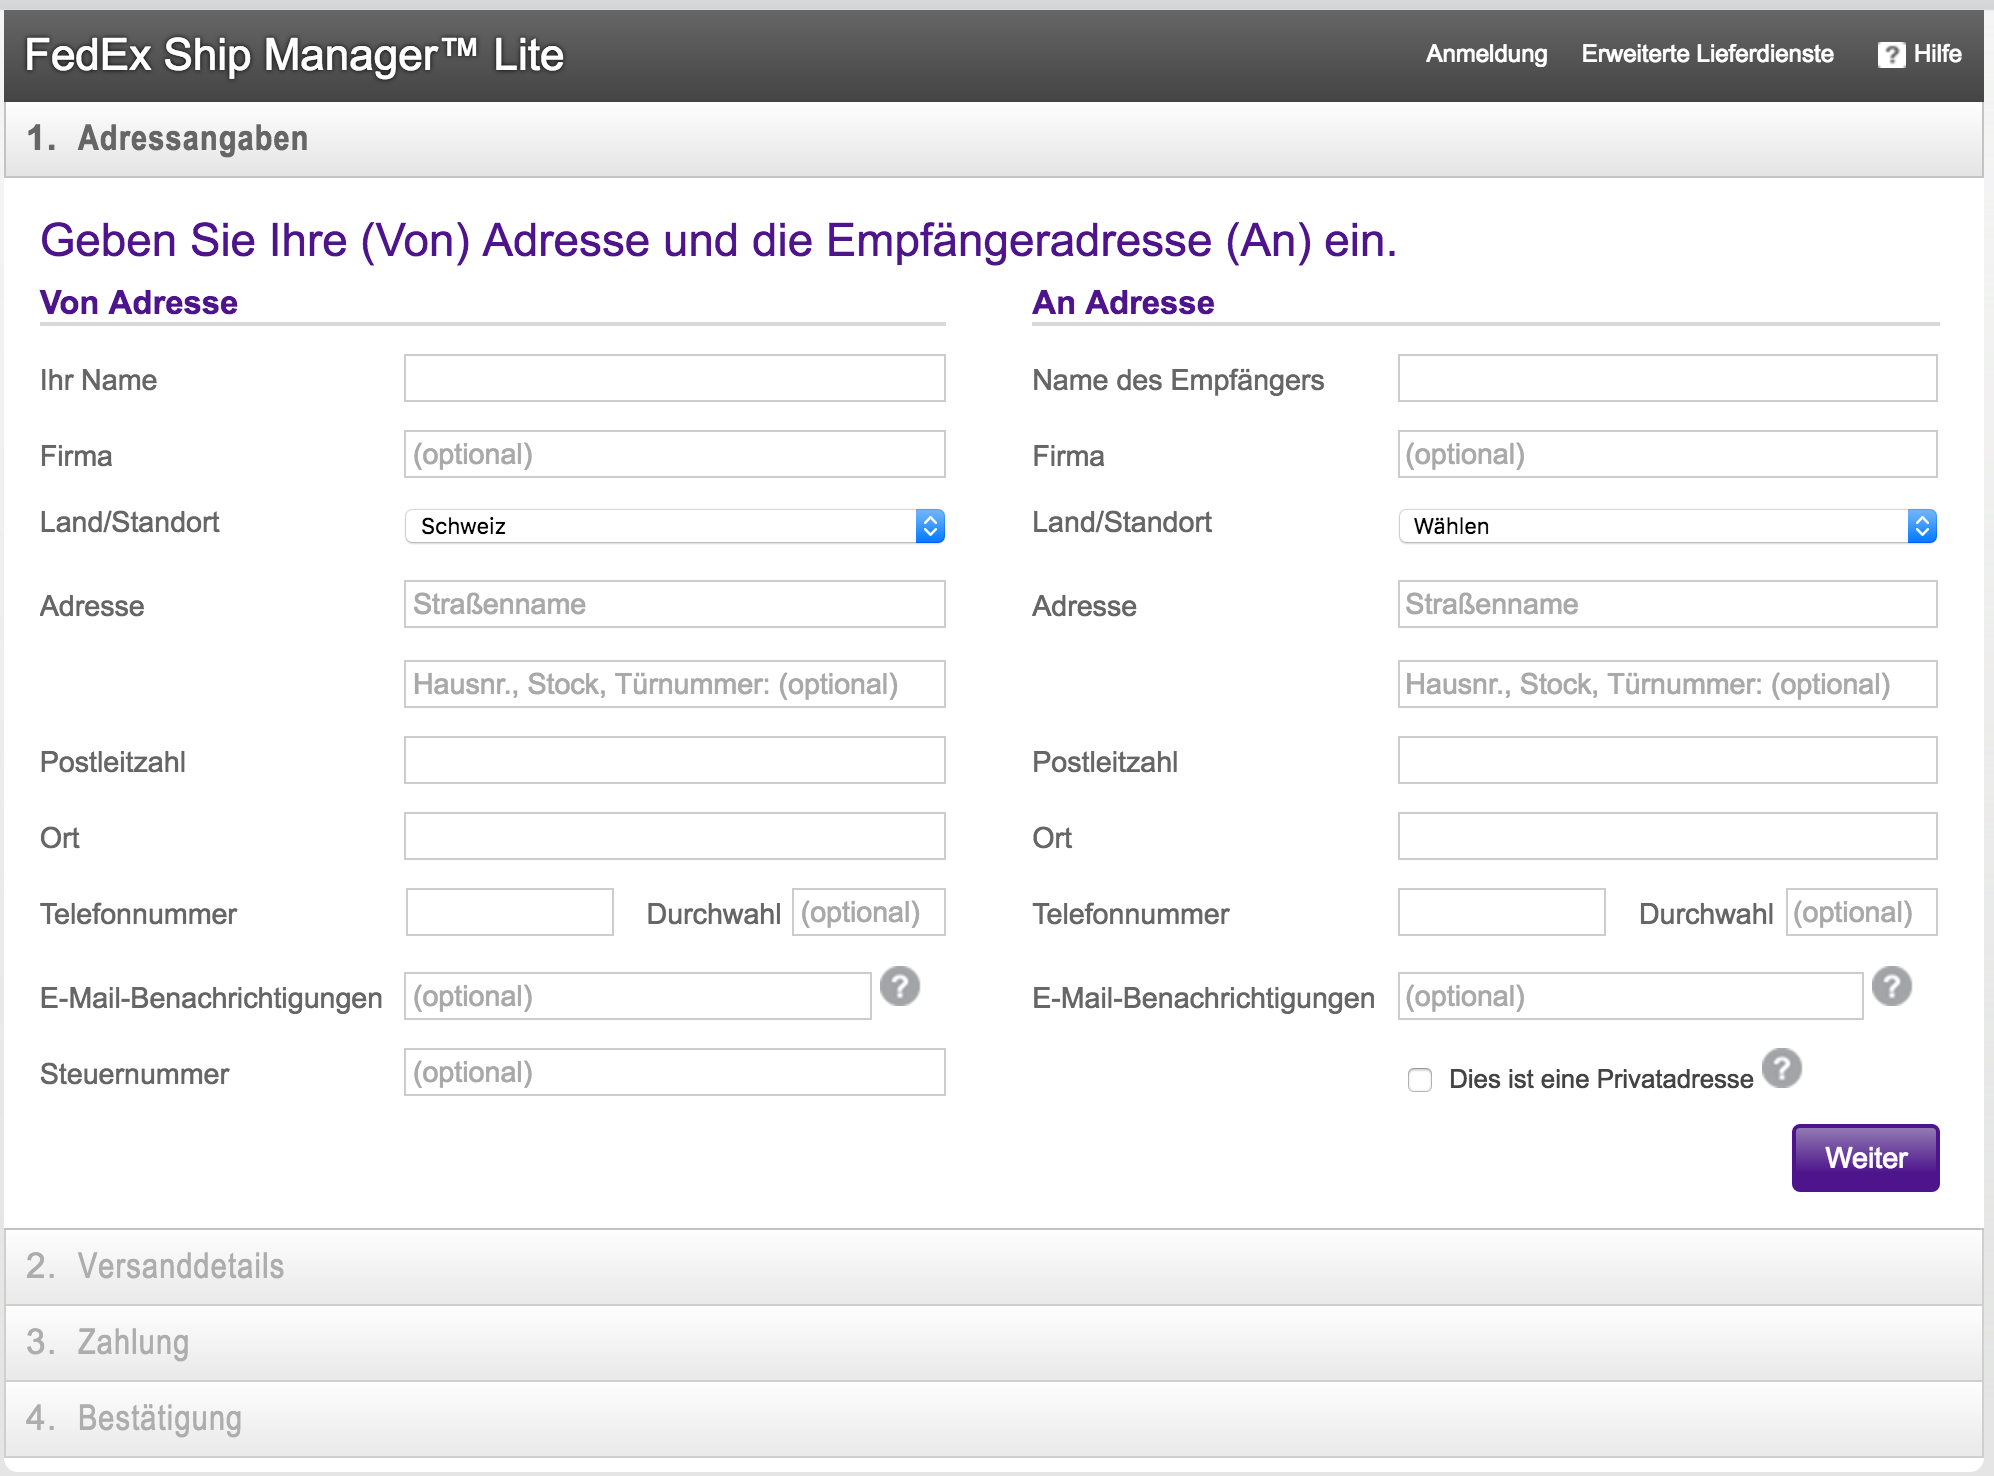 FedEx Ship Manager™ Lite
Anmeldung Erweiterte Lieferdienste ? Hilfe
1. Adressangaben
Geben Sie Ihre (Von) Adresse und die Empfängeradresse (An) ein.
Von Adresse
Ihr Name
Firma (optional)
Land/Standort Schweiz
Adresse Straßenname
Hausnr., Stock, Türnummer: (optional)
Postleitzahl
Ort
Telefonnummer Durchwahl (optional)
E-Mail-Benachrichtigungen (optional) ?
Steuernummer (optional)
An Adresse
Name des Empfängers
Firma (optional)
Land/Standort Wählen
Adresse Straßenname
Hausnr., Stock, Türnummer: (optional)
Postleitzahl
Ort
Telefonnummer Durchwahl (optional)
E-Mail-Benachrichtigungen (optional) ?
Dies ist eine Privatadresse ?
Weiter
2. Versanddetails
3. Zahlung
4. Bestätigung